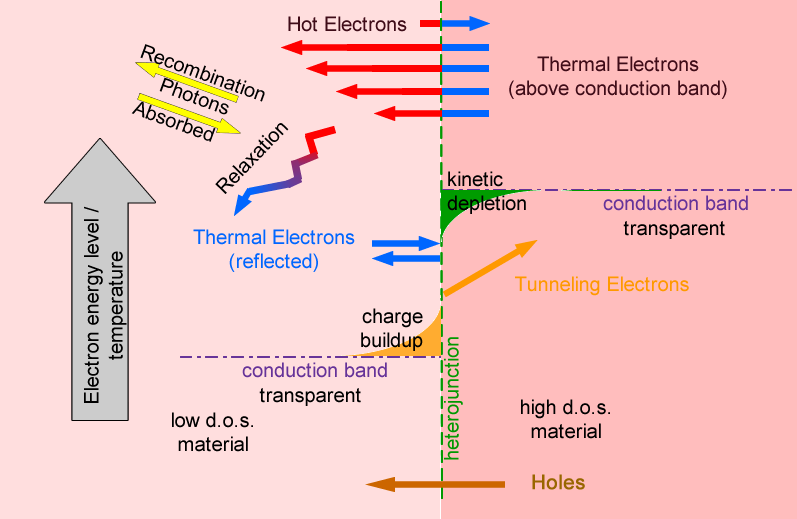 Hot Electrons
Thermal Electrons
(above conduction band)
Recombination
Photons
Absorbed
Relaxation
kinetic
depletion
conduction band
transparent
Thermal Electrons
(reflected)
Tunneling Electrons
Electron energy level /
temperature
charge
buildup
conduction band
transparent
heterojunction
low d.o.s.
material
high d.o.s.
material
Holes